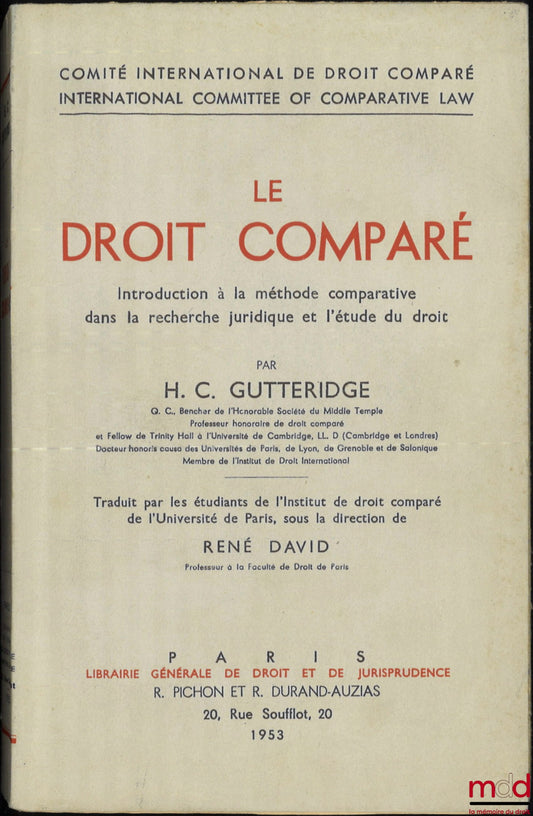 COMITÉ INTERNATIONAL DE DROIT COMPARÉ
INTERNATIONAL COMMITTEE OF COMPARATIVE LAW
LE
DROIT COMPARÉ
Introduction à la méthode comparative
dans la recherche juridique et l'étude du droit
PAR
H. C. GUTTERIDGE
Q. C., Bencher de l'Honorable Société du Middle Temple
Professeur honoraire de droit comparé
et Fellow de Trinity Hall à l'Université de Cambridge, LL. D (Cambridge et Londres)
Docteur honoris causa des Universités de Paris, de Lyon, de Grenoble et de Salonique
Membre de l'Institut de Droit International
Traduit par les étudiants de l'Institut de droit comparé
de l'Université de Paris, sous la direction de
RENÉ DAVID
Professeur à la Faculté de Droit de Paris
PARIS
LIBRAIRIE GÉNÉRALE DE DROIT ET DE JURISPRUDENCE
R. PICHON ET R. DURAND-AUZIAS
20, Rue Soufflot, 20
1953
mdd
la mémoire du droit